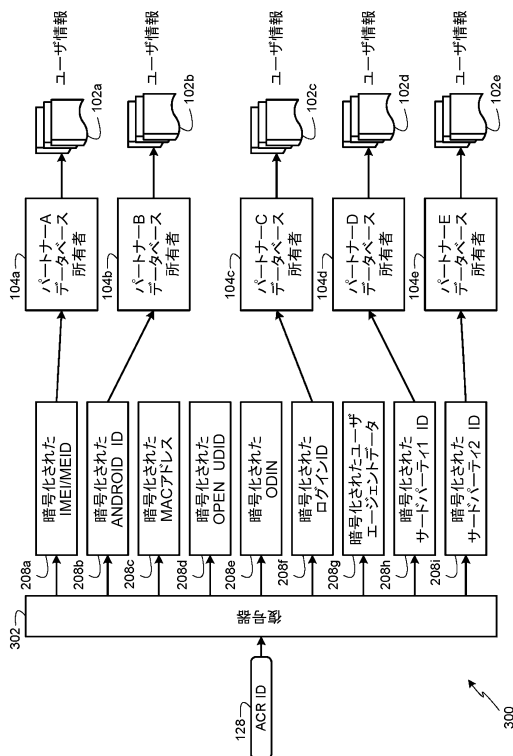 300
128
ACR ID
302
復号器
208a
暗号化された
IMEI/MEID
208b
暗号化された
ANDROID ID
208c
暗号化された
MACアドレス
208d
暗号化された
OPEN UDID
208e
暗号化された
ODIN
208f
暗号化された
ログインID
208g
暗号化されたユーザ
エージェントデータ
208h
暗号化された
サードパーティ1 ID
208i
暗号化された
サードパーティ2 ID
104a
パートナーA
データベース
所有者
104b
パートナーB
データベース
所有者
104c
パートナーC
データベース
所有者
104d
パートナーD
データベース
所有者
104e
パートナーE
データベース
所有者
102a
ユーザ情報
102b
ユーザ情報
102c
ユーザ情報
102d
ユーザ情報
102e
ユーザ情報